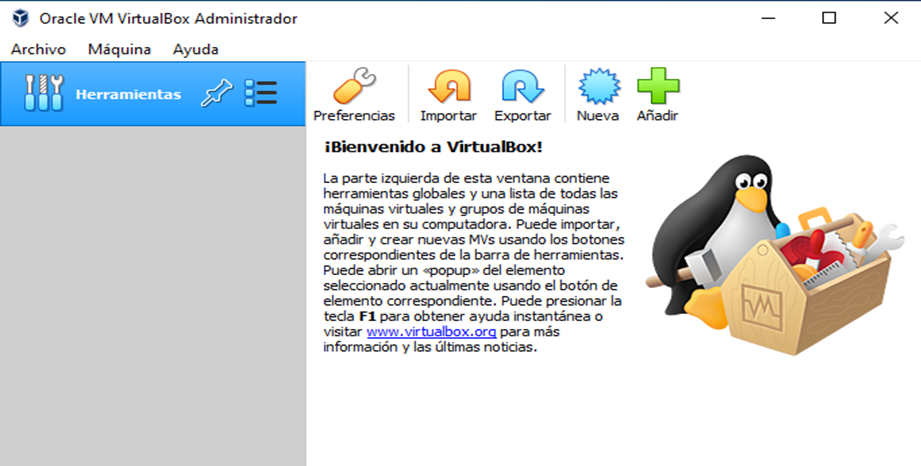 Oracle VM VirtualBox Administrador
Archivo Máquina Ayuda
Herramientas
Preferencias Importar Exportar Nueva Añadir
¡Bienvenido a VirtualBox!
La parte izquierda de esta ventana contiene
herramientas globales y una lista de todas las
máquinas virtuales y grupos de máquinas
virtuales en su computadora. Puede importar,
añadir y crear nuevas MVs usando los botones
correspondientes de la barra de herramientas.
Puede abrir un «popup» del elemento
seleccionado actualmente usando el botón de
elemento correspondiente. Puede presionar la
tecla F1 para obtener ayuda instantánea o
visitar www.virtualbox.org para más
información y las últimas noticias.